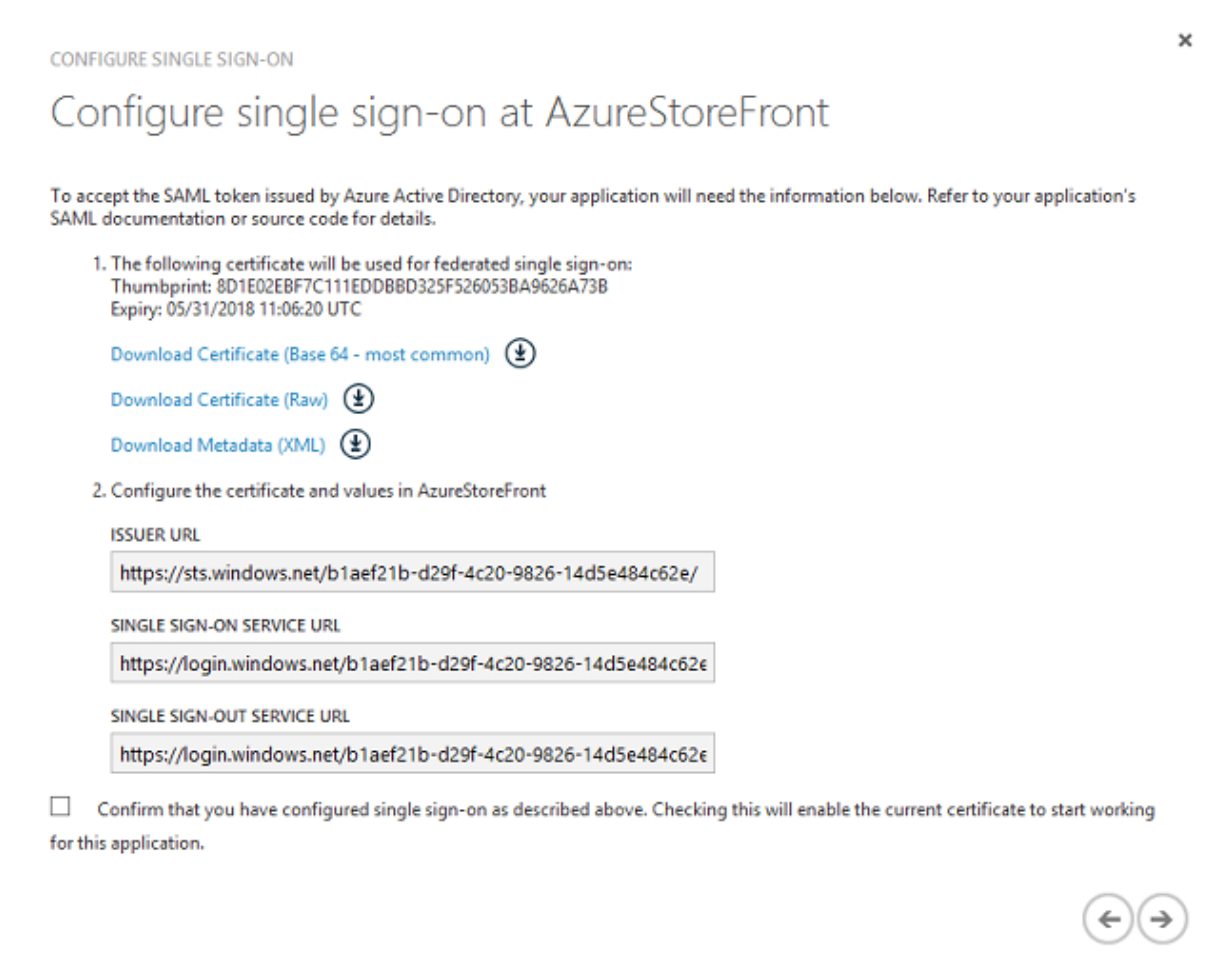 CONFIGURE SINGLE SIGN-ON
Configure single sign-on at AzureStoreFront
To accept the SAML token issued by Azure Active Directory, your application will need the information below. Refer to your application's
SAML documentation or source code for details.
1. The following certificate will be used for federated single sign-on:
Thumbprint: 8D1E02EBF7C111EDDBBD325F526053BA9626A73B
Expiry: 05/31/2018 11:06:20 UTC
Download Certificate (Base 64 - most common)
Download Certificate (Raw)
Download Metadata (XML)
2. Configure the certificate and values in AzureStoreFront
ISSUER URL
https://sts.windows.net/b1aef21b-d29f-4c20-9826-14d5e484c62e/
SINGLE SIGN-ON SERVICE URL
https://login.windows.net/b1aef21b-d29f-4c20-9826-14d5e484c62e
SINGLE SIGN-OUT SERVICE URL
https://login.windows.net/b1aef21b-d29f-4c20-9826-14d5e484c62e
Confirm that you have configured single sign-on as described above. Checking this will enable the current certificate to start working
for this application.